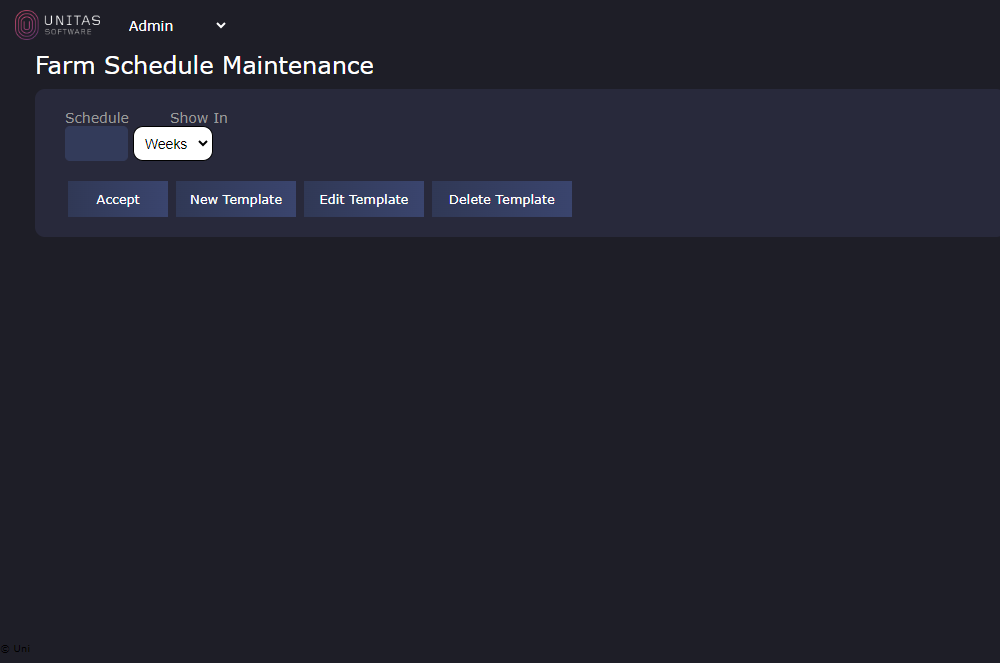 UNITAS
SOFTWARE
Admin
Farm Schedule Maintenance
Schedule Show In
Weeks
Accept New Template Edit Template Delete Template
© Uni